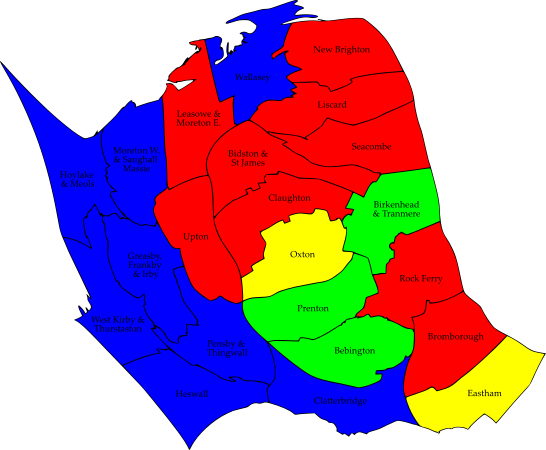 New Brighton
Wallasey
Liscard
Leasowe &
Moreton E.
Seacombe
Moreton W.
& Saughall
Massie
Bidston &
St James
Hoylake
& Meols
Claughton
Birkenhead
& Tranmere
Upton
Oxton
Greasby,
Frankby
& Irby
Rock Ferry
Prenton
West Kirby &
Thurstaston
Bromborough
Pensby &
Thingwall
Bebington
Heswall
Clatterbridge
Eastham